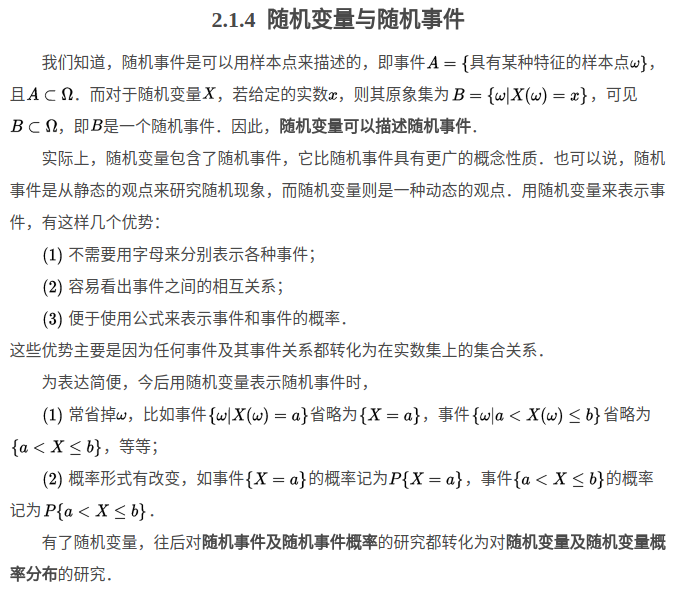 2.1.4 随机变量与随机事件
我们知道，随机事件是可以用样本点来描述的，即事件A = {具有某种特征的样本点ω}，
且A ⊂ Ω．而对于随机变量X，若给定的实数x，则其原象集为 B = {ω|X(ω) = x}，可见
B ⊂ Ω，即B是一个随机事件．因此，随机变量可以描述随机事件．
实际上，随机变量包含了随机事件，它比随机事件具有更广的概念性质．也可以说，随机
事件是从静态的观点来研究随机现象，而随机变量则是一种动态的观点．用随机变量来表示事
件，有这样几个优势：
(1) 不需要用字母来分别表示各种事件；
(2) 容易看出事件之间的相互关系；
(3) 便于使用公式来表示事件和事件的概率．
这些优势主要是因为任何事件及其事件关系都转化为在实数集上的集合关系．
为表达简便，今后用随机变量表示随机事件时，
(1) 常省掉ω，比如事件{ω|X(ω) = a}省略为{X = a}，事件{ω|a < X(ω) ≤ b}省略为
{a < X ≤ b}，等等；
(2) 概率形式有改变，如事件{X = a}的概率记为P{X = a}，事件{a < X ≤ b}的概率
记为P{a < X ≤ b}．
有了随机变量，往后对随机事件及随机事件概率的研究都转化为对随机变量及随机变量概
率分布的研究．